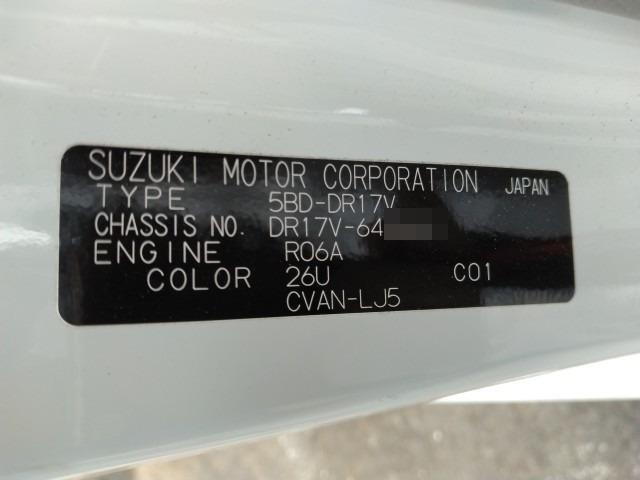 SUZUKI MOTOR CORPORATION JAPAN
TYPE 5BD-DR17V
CHASSIS NO. DR17V-64
ENGINE R06A
COLOR 26U C01
CVAN-LJ5